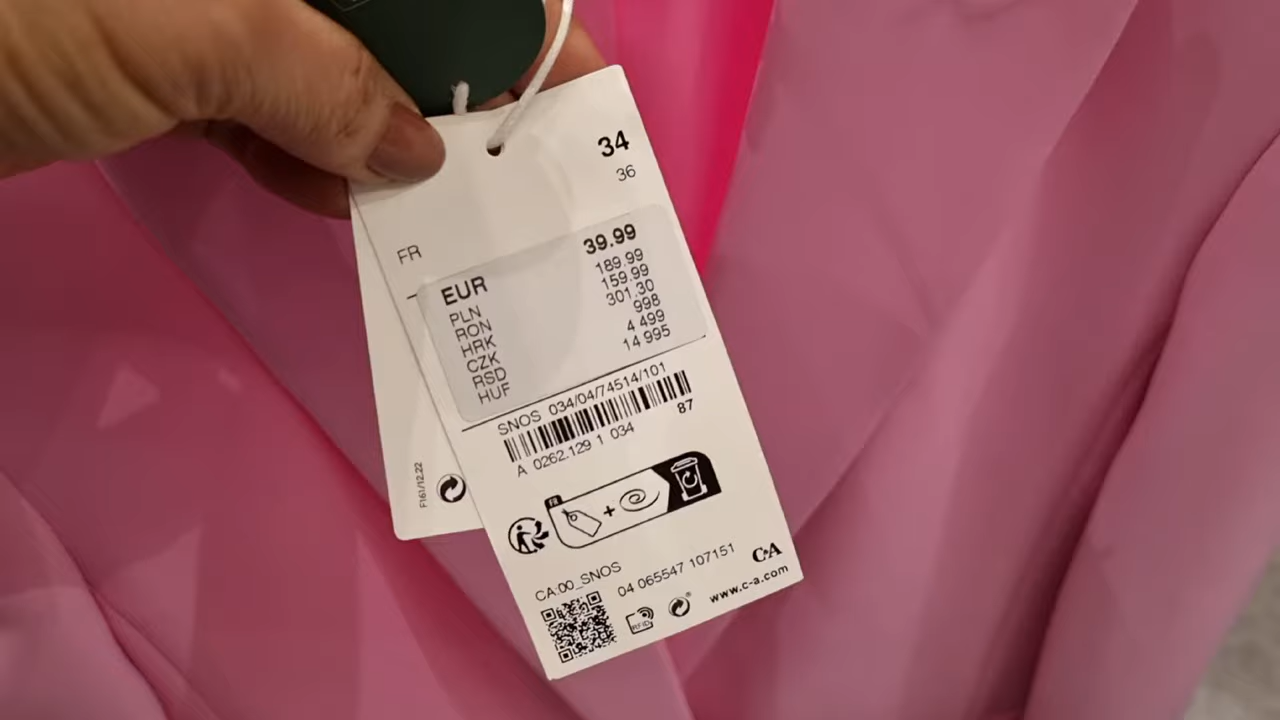 34
36
FR
EUR 39.99
PLN 189.99
RON 159.99
HRK 301,30
CZK 998
RSD 4 499
HUF 14 995
SNOS 034/04/74514/101
87
A 0262.129 1 034
FR
+
F161/12.22
CA:00_SNOS
04 065547 107151
C&A
RFID
www.c-a.com